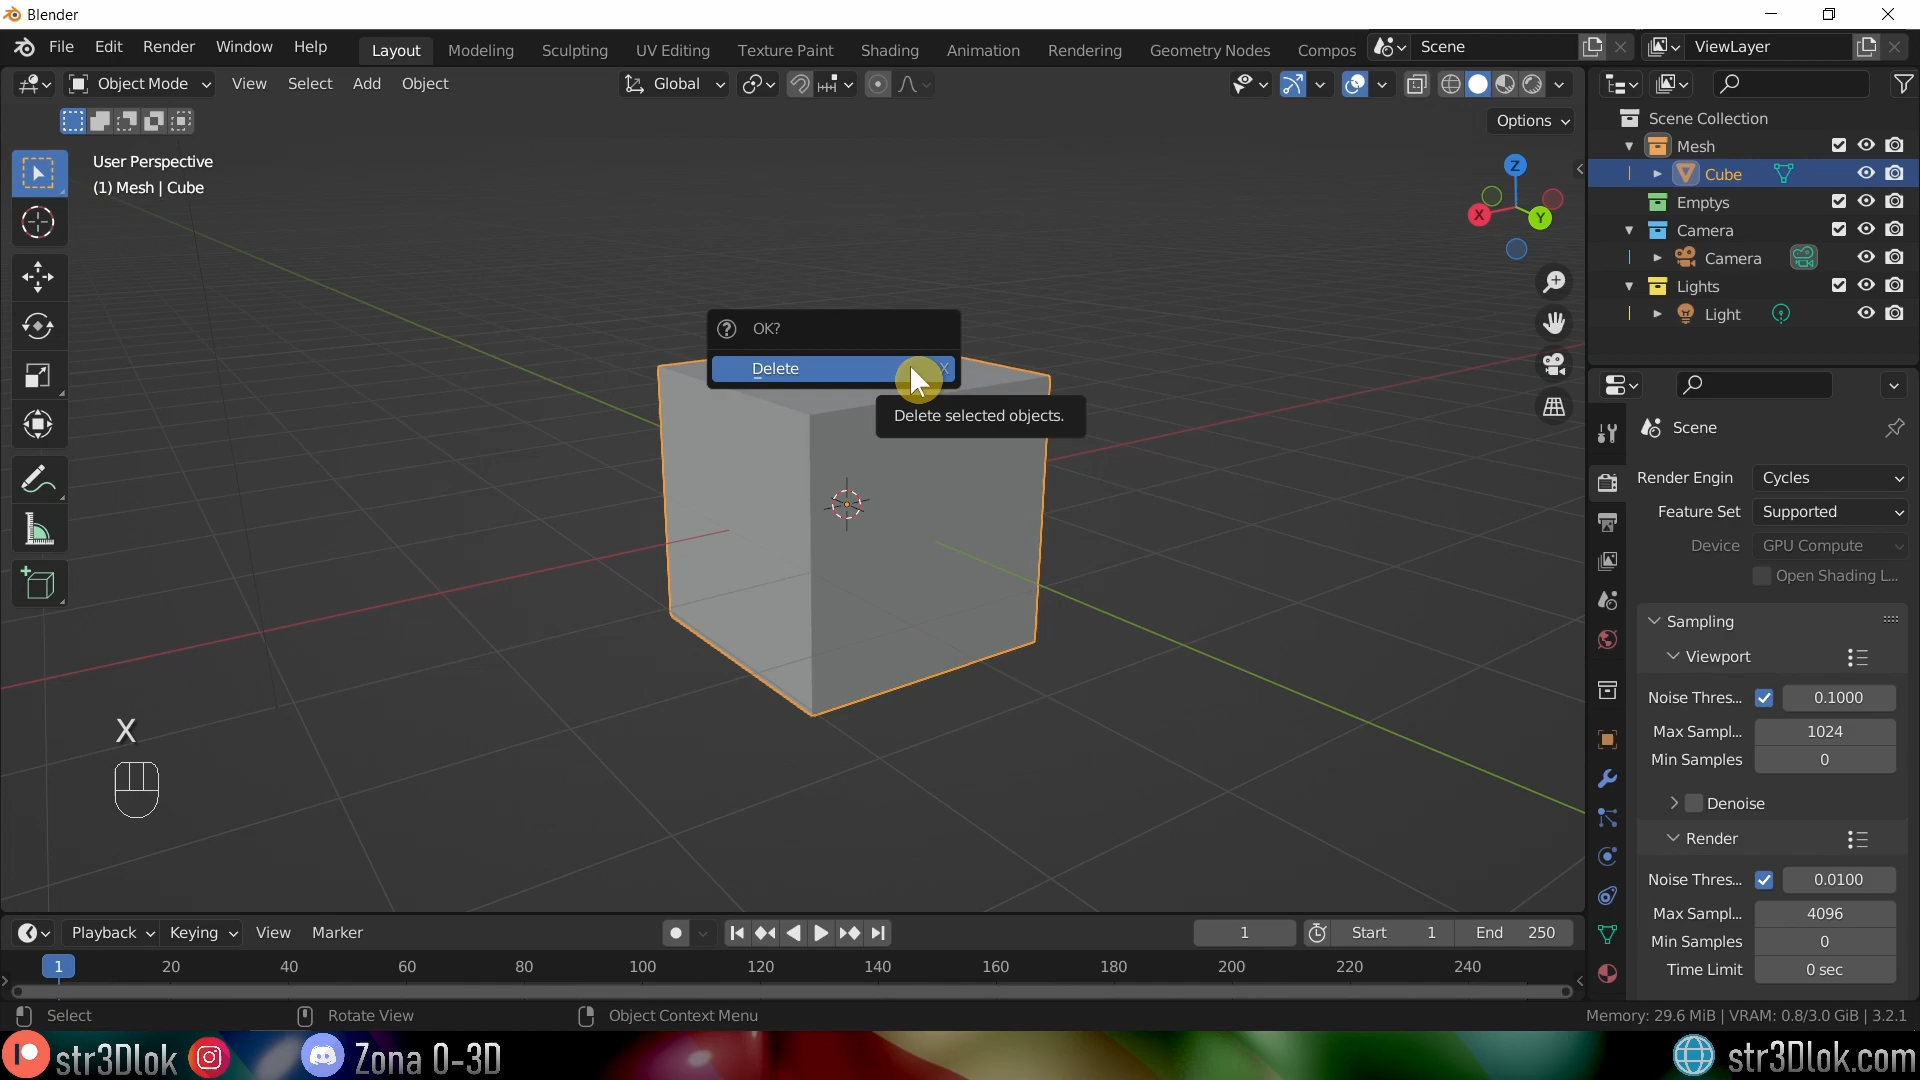 Blender
File Edit Render Window Help Layout Modeling Sculpting UV Editing Texture Paint Shading Animation Rendering Geometry Nodes Compos Scene ViewLayer
Object Mode View Select Add Object Global
Options
User Perspective
(1) Mesh | Cube
Z
X
Y
OK?
Delete X
Delete selected objects.
X
Scene Collection
Mesh
Cube
Emptys
Camera
Camera
Lights
Light
Scene
Render Engin Cycles
Feature Set Supported
Device GPU Compute
Open Shading L...
Sampling
Viewport
Noise Thres... 0.1000
Max Sampl... 1024
Min Samples 0
Denoise
Render
Noise Thres... 0.0100
Max Sampl... 4096
Min Samples 0
Time Limit 0 sec
Playback Keying View Marker 1 Start 1 End 250
1 20 40 60 80 100 120 140 160 180 200 220 240
Select Rotate View Object Context Menu Memory: 29.6 MiB | VRAM: 0.8/3.0 GiB | 3.2.1
str3Dlok Zona 0-3D str3Dlok.com